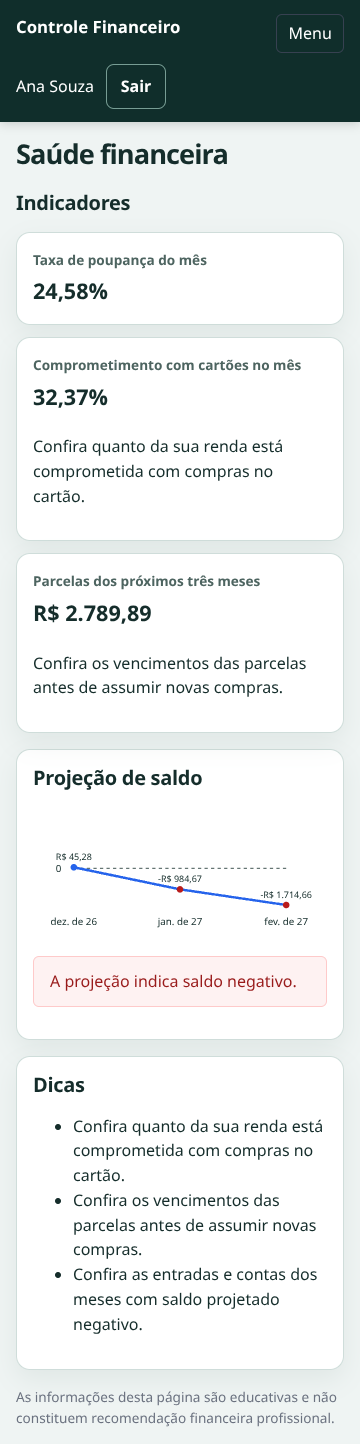 Controle Financeiro
Menu
Ana Souza
Sair
Saúde financeira
Indicadores
Taxa de poupança do mês
24,58%
Comprometimento com cartões no mês
32,37%
Confira quanto da sua renda está
comprometida com compras no
cartão.
Parcelas dos próximos três meses
R$ 2.789,89
Confira os vencimentos das parcelas
antes de assumir novas compras.
Projeção de saldo
R$ 45,28
0
-R$ 984,67
-R$ 1.714,66
dez. de 26
jan. de 27
fev. de 27
A projeção indica saldo negativo.
Dicas
• Confira quanto da sua renda está
comprometida com compras no
cartão.
• Confira os vencimentos das
parcelas antes de assumir novas
compras.
• Confira as entradas e contas dos
meses com saldo projetado
negativo.
As informações desta página são educativas e não
constituem recomendação financeira profissional.